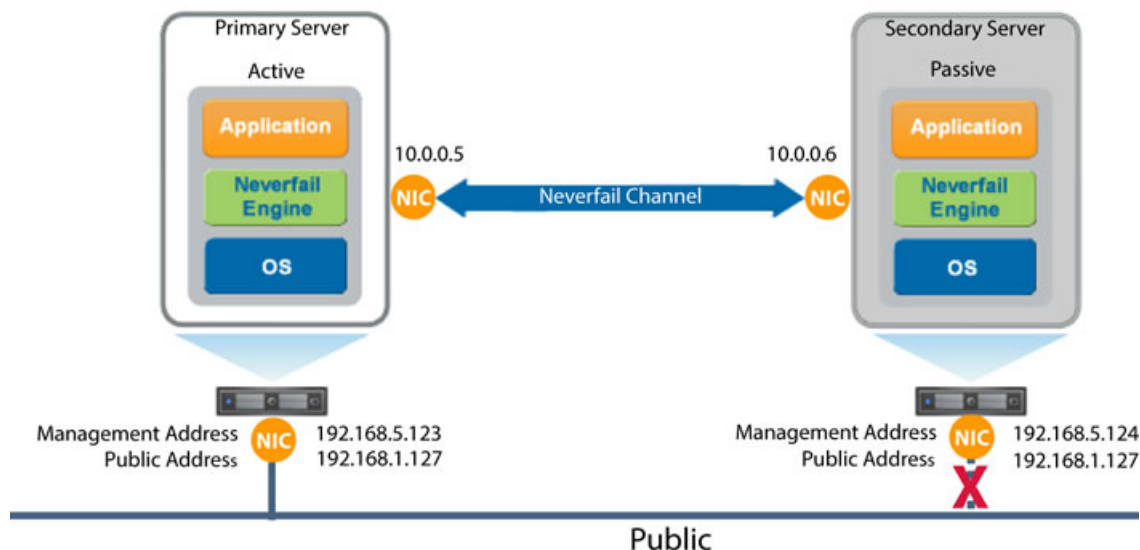 Primary Server
Active
Application
Neverfail
Engine
OS
10.0.0.5
NIC
Neverfail Channel
10.0.0.6
NIC
Secondary Server
Passive
Application
Neverfail
Engine
OS
Management Address NIC 192.168.5.123
Public Address 192.168.1.127
Management Address NIC 192.168.5.124
Public Address 192.168.1.127
X
Public